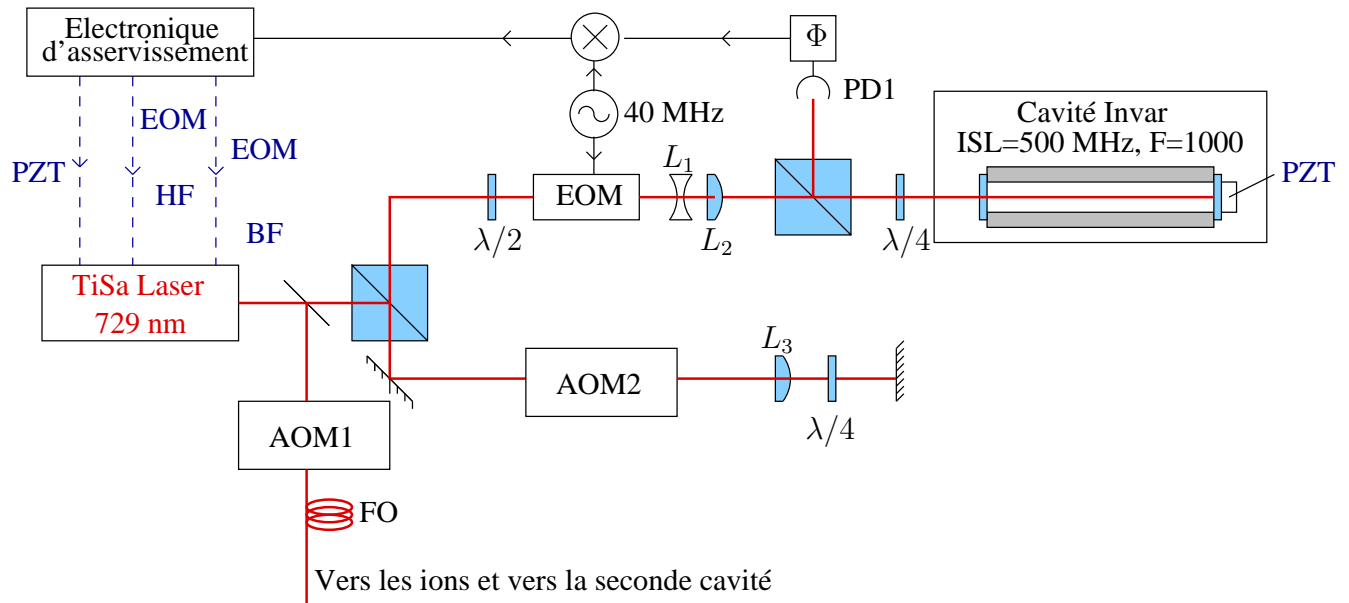 Electronique
d'asservissement
Φ
PD1
40 MHz
EOM
EOM
PZT
HF
BF
Cavité Invar
ISL=500 MHz, F=1000
PZT
L₁
EOM
L₂
λ/2
λ/4
TiSa Laser
729 nm
L₃
AOM2
λ/4
AOM1
FO
Vers les ions et vers la seconde cavité